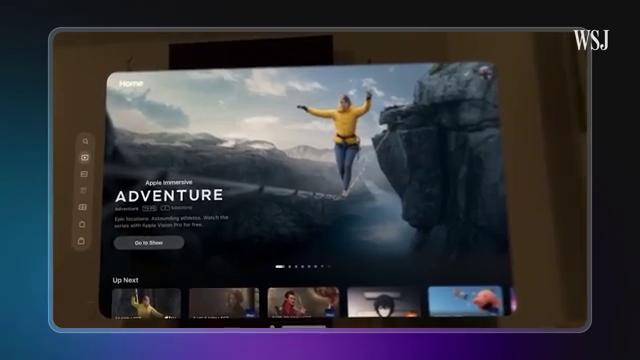 WSJ
Home
Apple Immersive
ADVENTURE
Adventure
Epic locations. Astounding athletes. Watch the
series with Apple Vision Pro for free.
Go to Show
Up Next